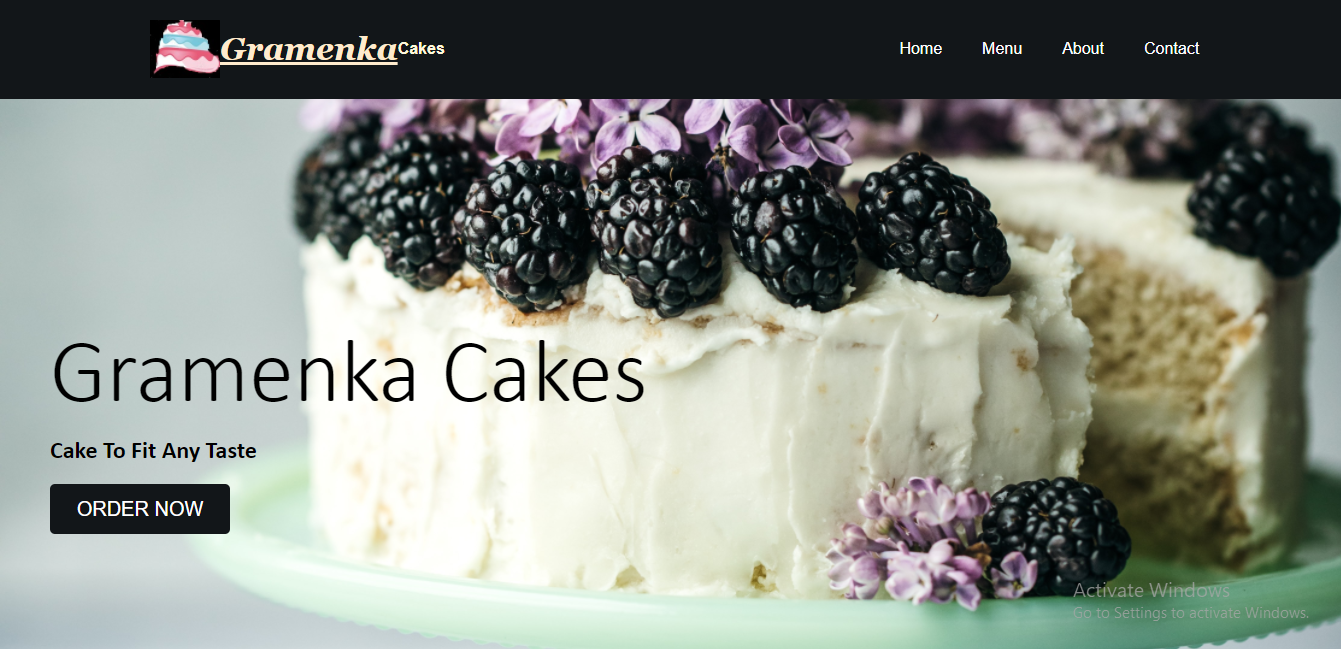 Gramenka Cakes
Home Menu About Contact
Gramenka Cakes
Cake To Fit Any Taste
ORDER NOW
Activate Windows
Go to Settings to activate Windows.